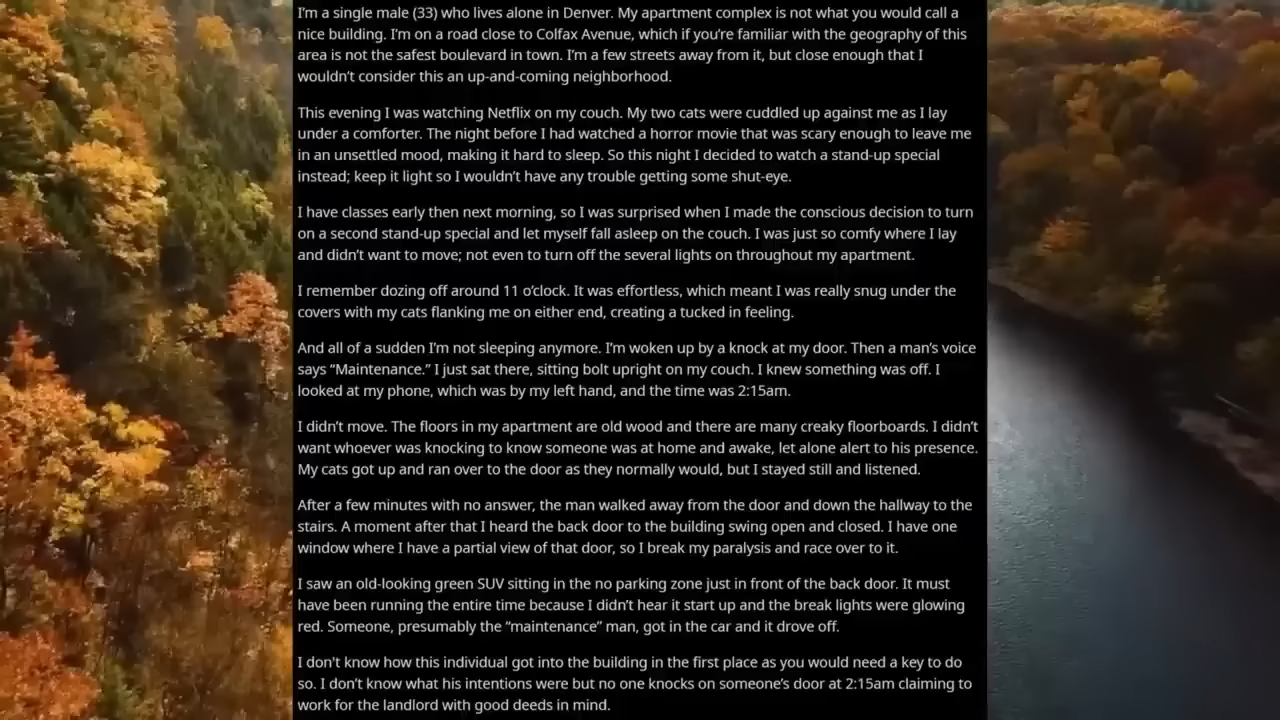 I'm a single male (33) who lives alone in Denver. My apartment complex is not what you would call a
nice building. I'm on a road close to Colfax Avenue, which if you're familiar with the geography of this
area is not the safest boulevard in town. I'm a few streets away from it, but close enough that I
wouldn't consider this an up-and-coming neighborhood.
This evening I was watching Netflix on my couch. My two cats were cuddled up against me as I lay
under a comforter. The night before I had watched a horror movie that was scary enough to leave me
in an unsettled mood, making it hard to sleep. So this night I decided to watch a stand-up special
instead; keep it light so I wouldn't have any trouble getting some shut-eye.
I have classes early then next morning, so I was surprised when I made the conscious decision to turn
on a second stand-up special and let myself fall asleep on the couch. I was just so comfy where I lay
and didn't want to move; not even to turn off the several lights on throughout my apartment.
I remember dozing off around 11 o'clock. It was effortless, which meant I was really snug under the
covers with my cats flanking me on either end, creating a tucked in feeling.
And all of a sudden I'm not sleeping anymore. I'm woken up by a knock at my door. Then a man's voice
says "Maintenance." I just sat there, sitting bolt upright on my couch. I knew something was off. I
looked at my phone, which was by my left hand, and the time was 2:15am.
I didn't move. The floors in my apartment are old wood and there are many creaky floorboards. I didn't
want whoever was knocking to know someone was at home and awake, let alone alert to his presence.
My cats got up and ran over to the door as they normally would, but I stayed still and listened.
After a few minutes with no answer, the man walked away from the door and down the hallway to the
stairs. A moment after that I heard the back door to the building swing open and closed. I have one
window where I have a partial view of that door, so I break my paralysis and race over to it.
I saw an old-looking green SUV sitting in the no parking zone just in front of the back door. It must
have been running the entire time because I didn't hear it start up and the break lights were glowing
red. Someone, presumably the "maintenance" man, got in the car and it drove off.
I don't know how this individual got into the building in the first place as you would need a key to do
so. I don't know what his intentions were but no one knocks on someone's door at 2:15am claiming to
work for the landlord with good deeds in mind.